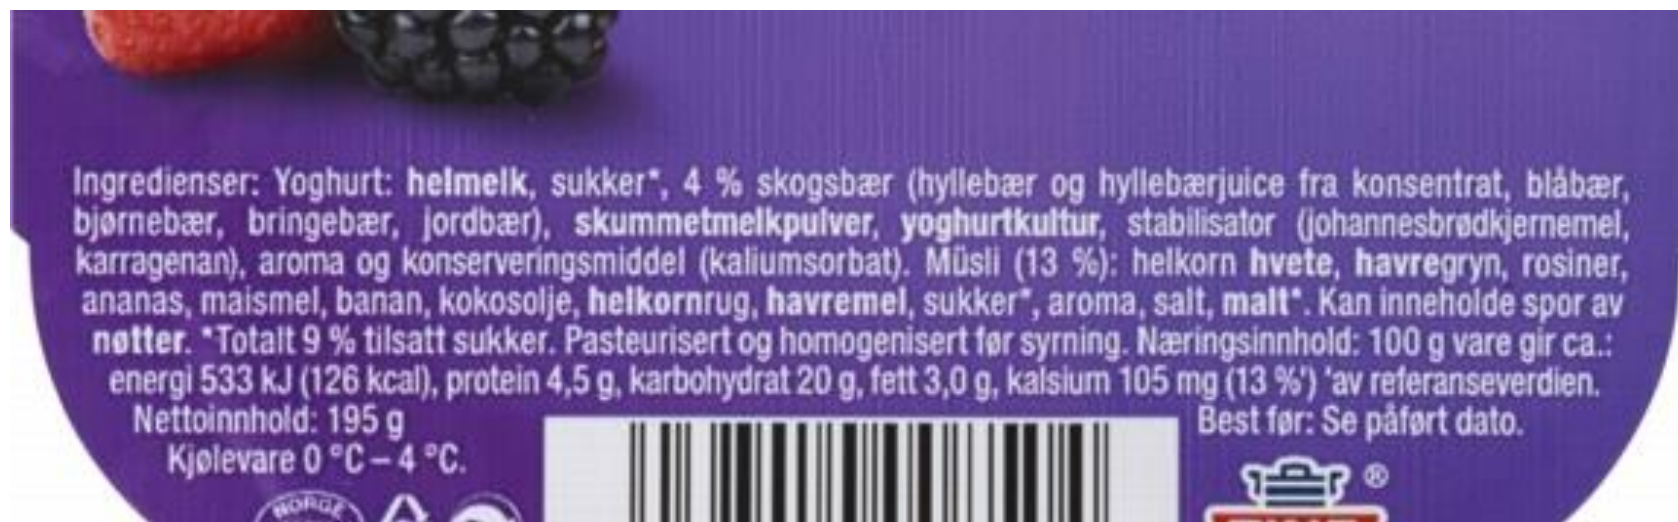 Ingredienser: Yoghurt: helmelk, sukker*, 4 % skogsbær (hyllebær og hyllebærjuice fra konsentrat, blåbær,
bjørnebær, bringebær, jordbær), skummetmelkpulver, yoghurtkultur, stabilisator (johannesbrødkjernemel,
karragenan), aroma og konserveringsmiddel (kaliumsorbat). Müsli (13 %): helkorn hvete, havregryn, rosiner,
ananas, maismel, banan, kokosolje, helkornrug, havremel, sukker*, aroma, salt, malt*. Kan inneholde spor av
nøtter. *Totalt 9 % tilsatt sukker. Pasteurisert og homogenisert før syrning. Næringsinnhold: 100 g vare gir ca.:
energi 533 kJ (126 kcal), protein 4,5 g, karbohydrat 20 g, fett 3,0 g, kalsium 105 mg (13 %') 'av referanseverdien.
Nettoinnhold: 195 g
Best før: Se påført dato.
Kjølevare 0 °C – 4 °C.
NORGE
®